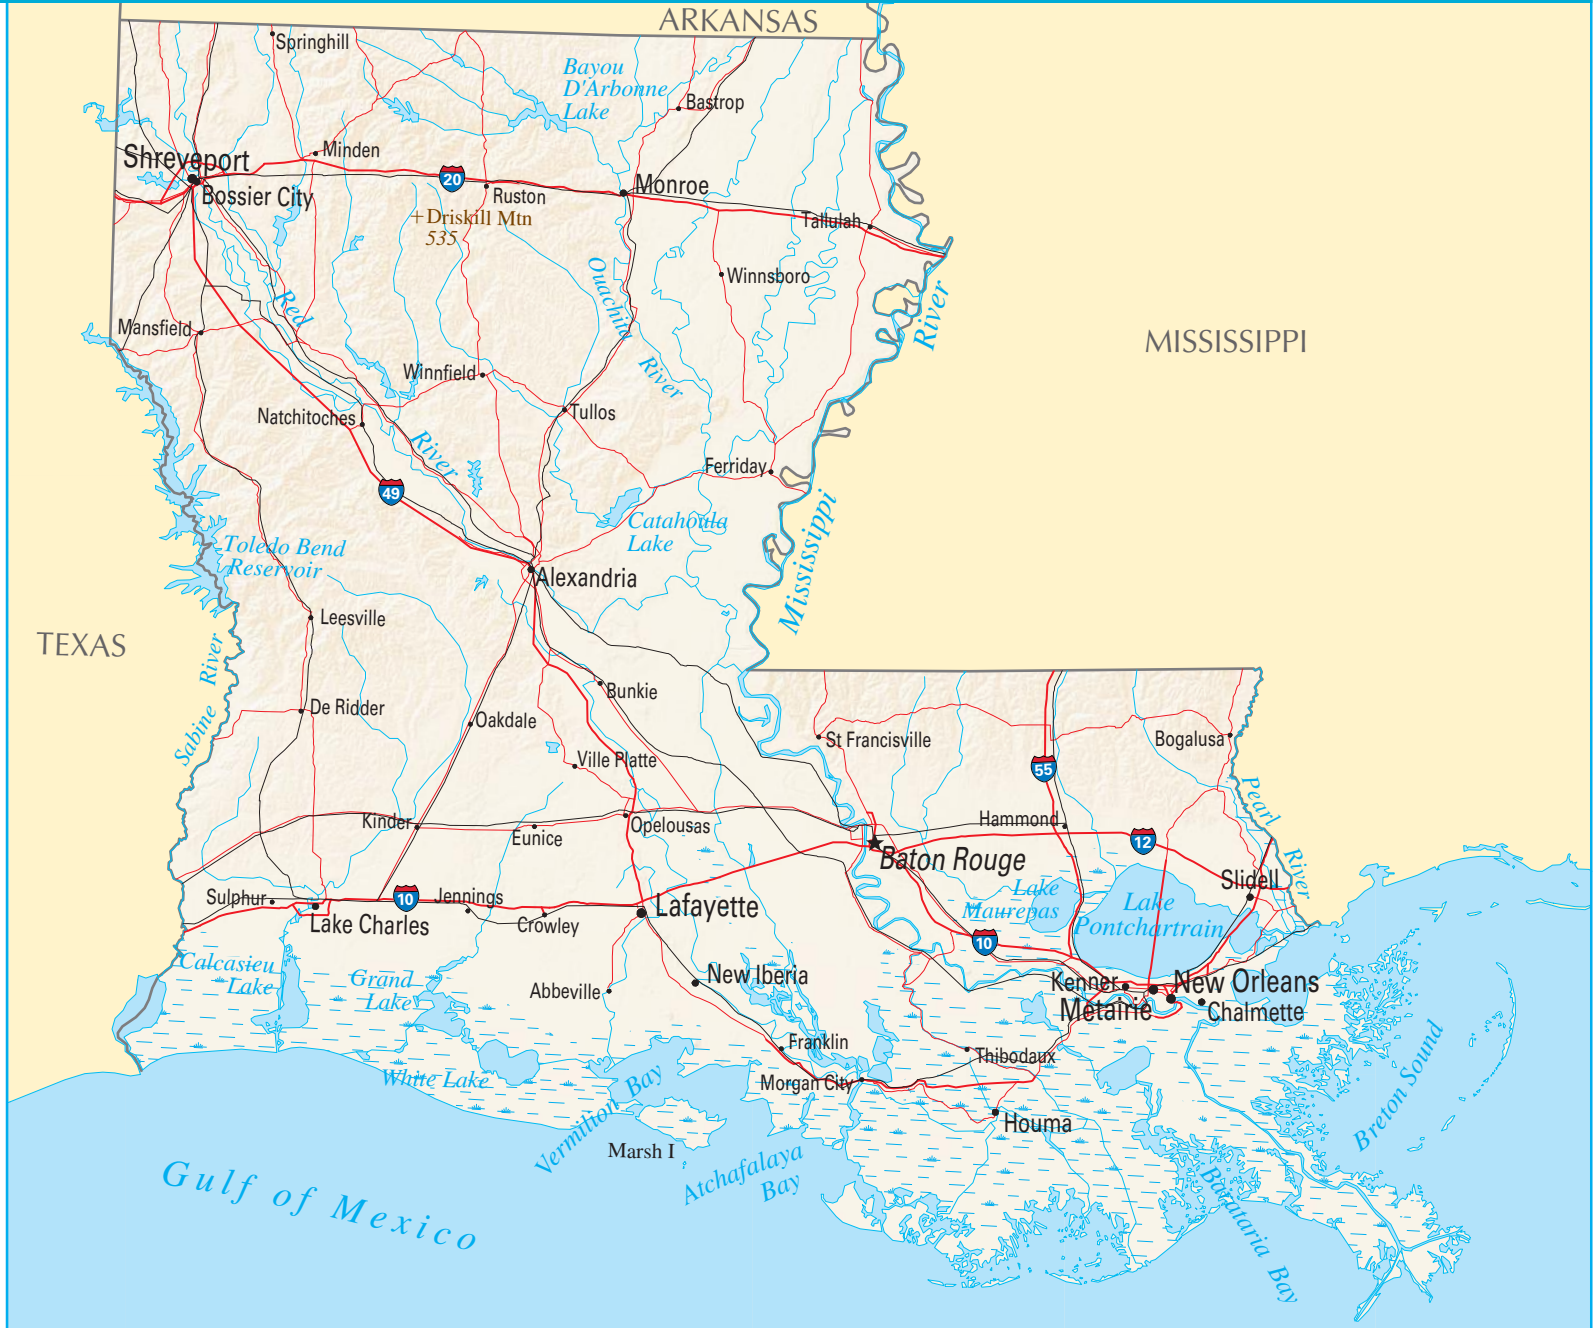 ARKANSAS
Springhill
Bayou
D'Arbonne
Lake
Bastrop
Minden
Shreveport
Bossier City
20
Ruston
Monroe
Driskill Mtn
535
Tallulah
Winnsboro
Ouachita
River
Red
River
Mansfield
River
MISSISSIPPI
Winnfield
Natchitoches
Tullos
Ferriday
49
Catahoula
Lake
Mississippi
Toledo Bend
Reservoir
Alexandria
Leesville
TEXAS
Sabine River
De Ridder
Bunkie
Oakdale
St Francisville
Bogalusa
Ville Platte
55
Pearl
River
Kinder
Eunice
Opelousas
Hammond
12
Baton Rouge
Slidell
Sulphur
10
Jennings
Lake Charles
Crowley
Lafayette
Lake
Maurepas
Lake
Pontchartrain
10
Calcasieu
Lake
Grand
Lake
Abbeville
New Iberia
Kenner
New Orleans
Metairie
Chalmette
Franklin
Thibodaux
White Lake
Morgan City
Vermilion Bay
Houma
Marsh I
Breton Sound
Atchafalaya
Bay
Barataria Bay
Gulf of Mexico